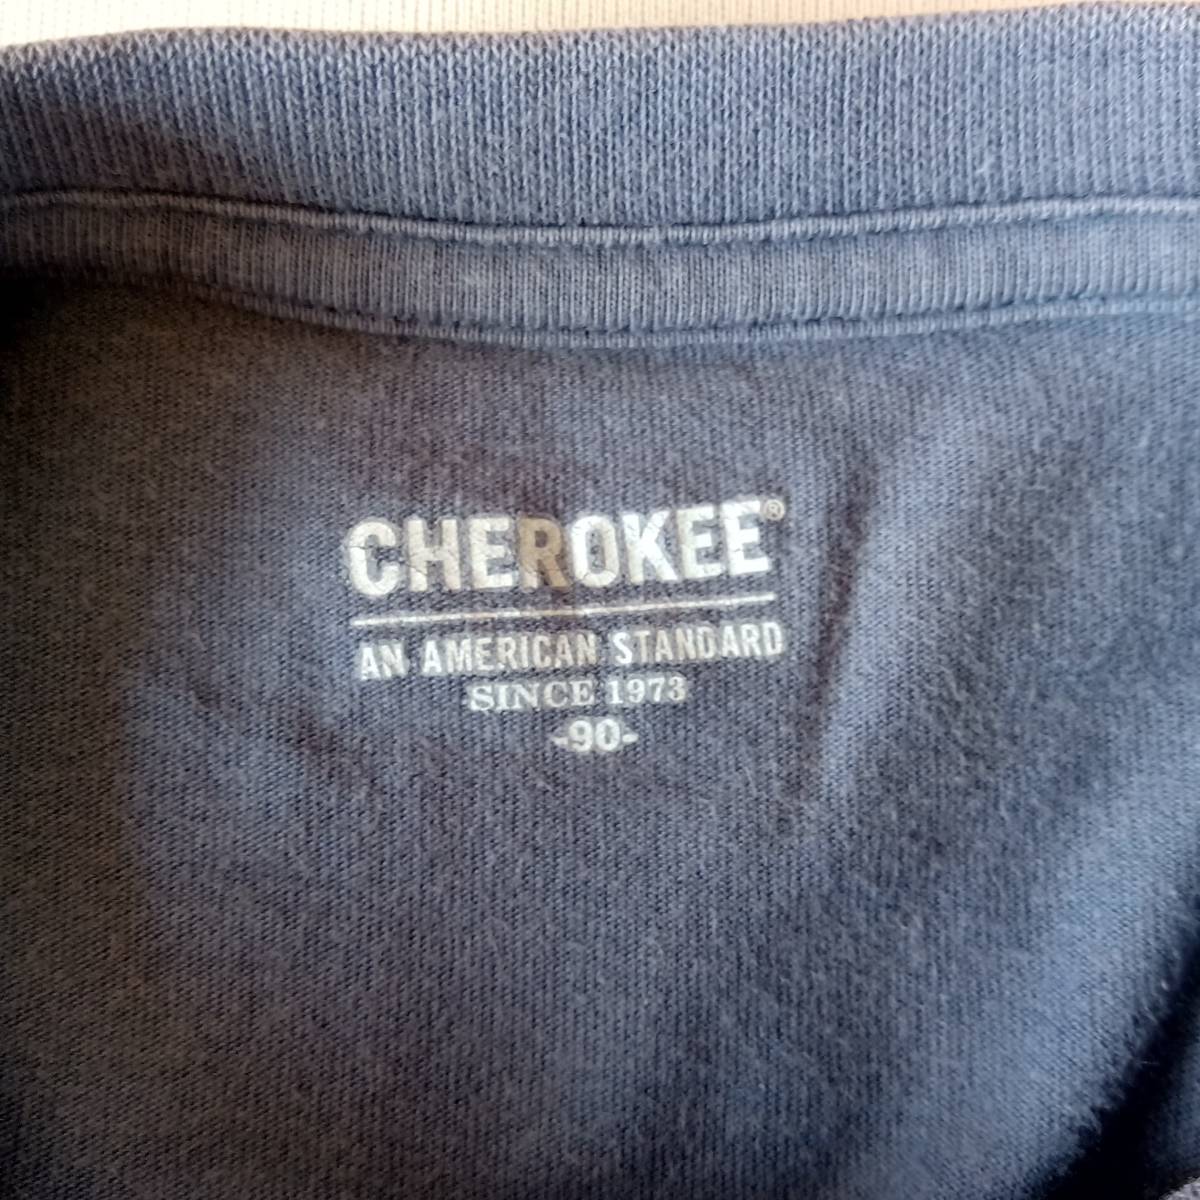 CHEROKEE®
AN AMERICAN STANDARD
SINCE 1973
-90-